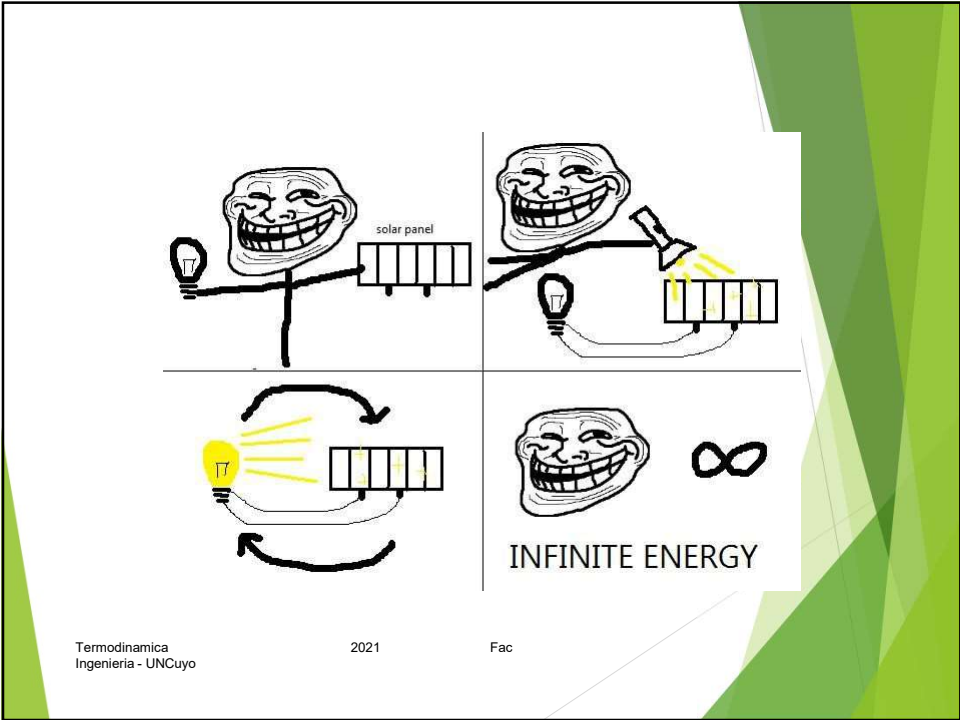 solar panel
INFINITE ENERGY
Termodinamica 2021 Fac
Ingenieria - UNCuyo